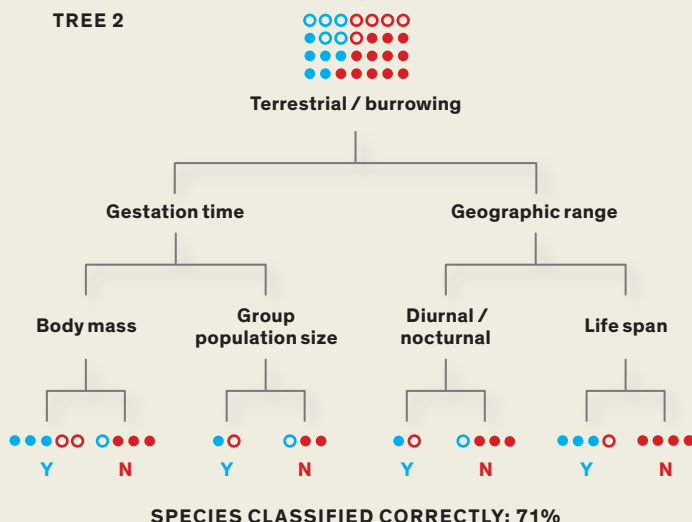 TREE 2
Terrestrial / burrowing
Gestation time
Geographic range
Body mass
Group
population size
Diurnal /
nocturnal
Life span
Y
N
Y
N
Y
N
Y
N
SPECIES CLASSIFIED CORRECTLY: 71%